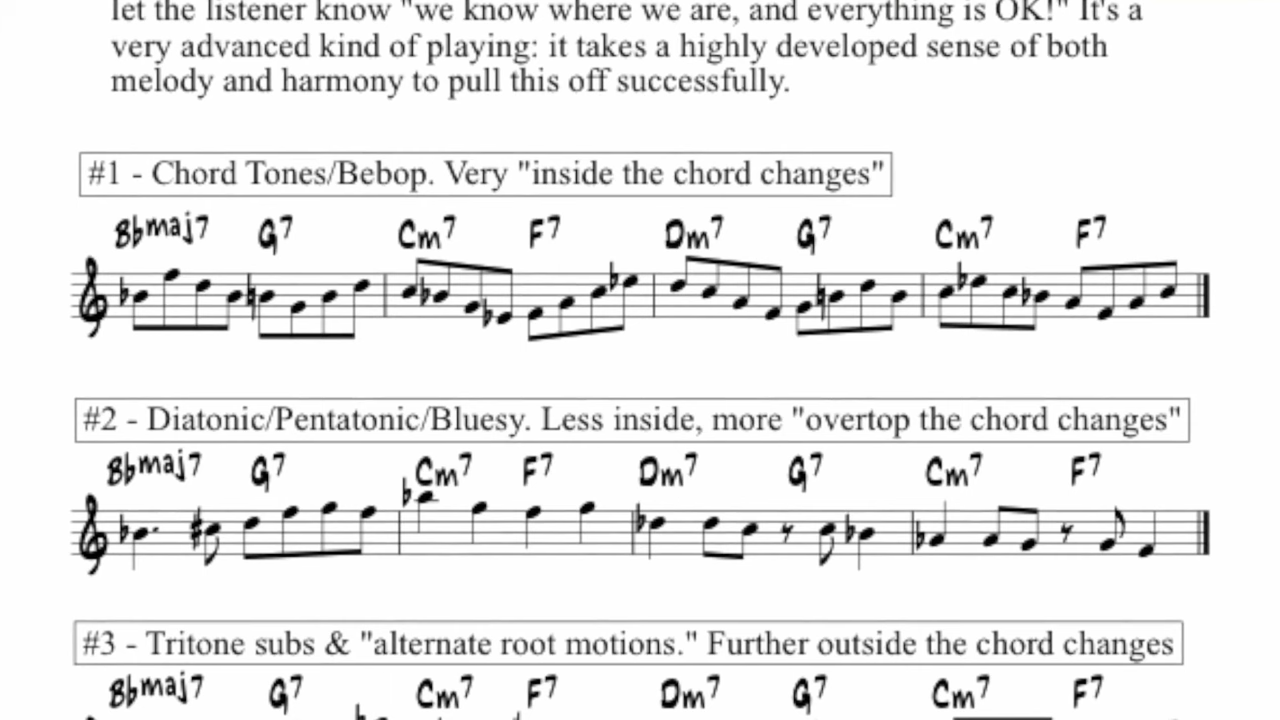 let the listener know "we know where we are, and everything is OK!" It's a
very advanced kind of playing: it takes a highly developed sense of both
melody and harmony to pull this off successfully.
#1 - Chord Tones/Bebop. Very "inside the chord changes"
B♭maj7 G7 Cm7 F7 Dm7 G7 Cm7 F7
#2 - Diatonic/Pentatonic/Bluesy. Less inside, more "overtop the chord changes"
B♭maj7 G7 Cm7 F7 Dm7 G7 Cm7 F7
#3 - Tritone subs & "alternate root motions." Further outside the chord changes
B♭maj7 G7 Cm7 F7 Dm7 G7 Cm7 F7